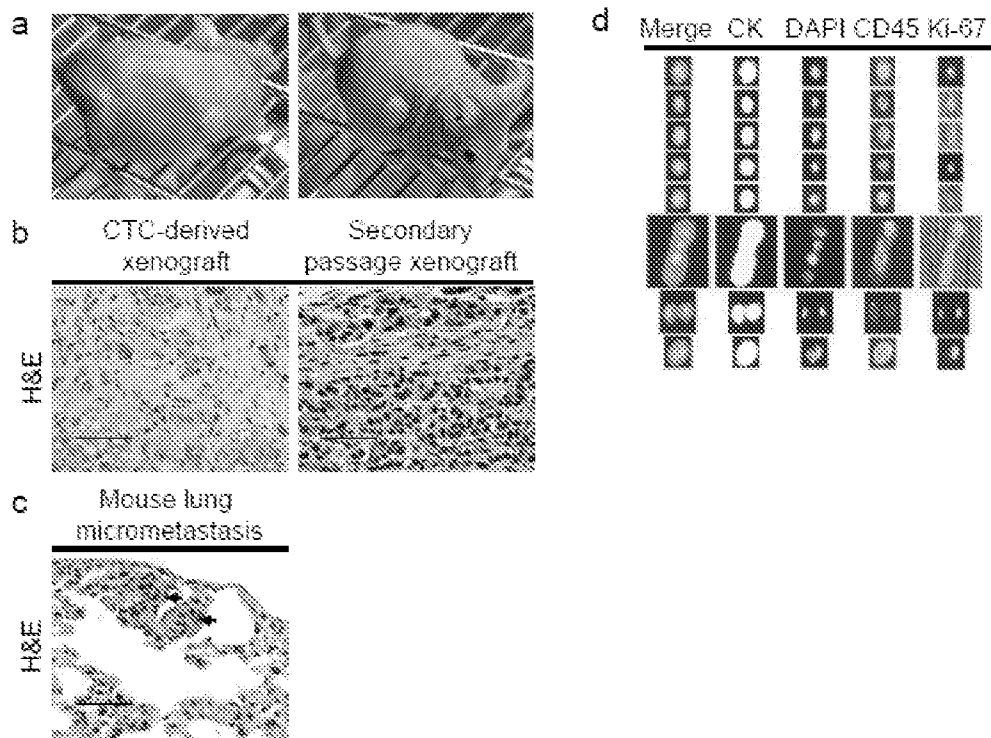 a
d
Merge CK DAPI CD45 Ki-67
b
CTC-derived
xenograft
Secondary
passage xenograft
H&E
c
Mouse lung
micrometastasis
H&E